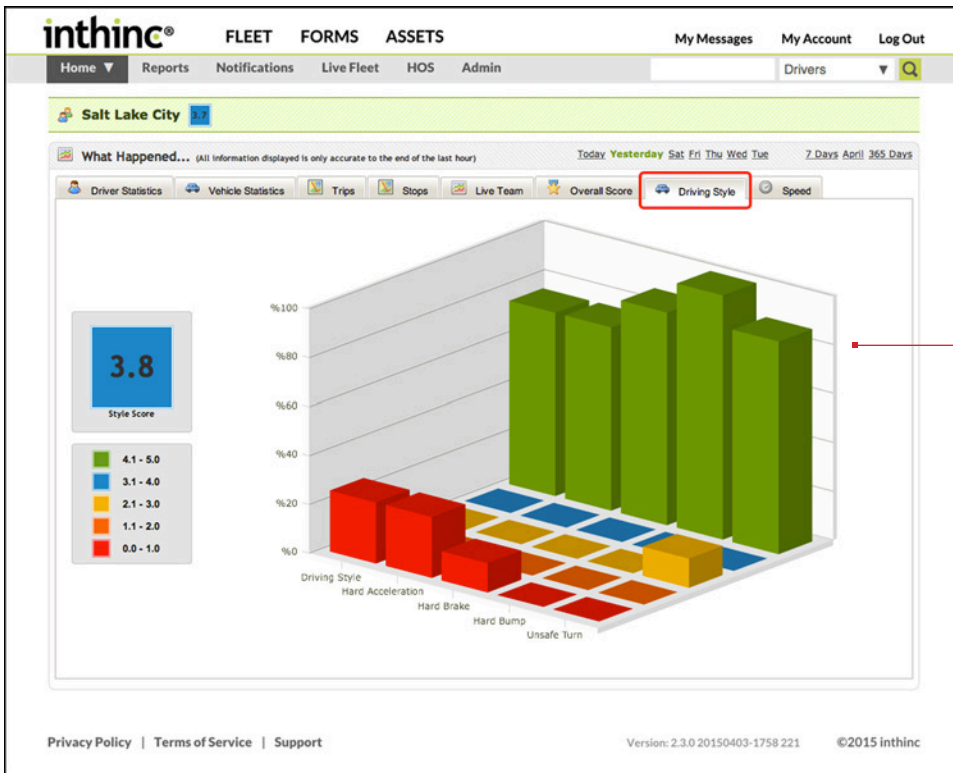 inthinc® FLEET FORMS ASSETS My Messages My Account Log Out
Home ▼ Reports Notifications Live Fleet HOS Admin Drivers ▼
Salt Lake City 3.7
What Happened... (All information displayed is only accurate to the end of the last hour) Today Yesterday Sat Fri Thu Wed Tue 7 Days April 365 Days
Driver Statistics Vehicle Statistics Trips Stops Live Team Overall Score Driving Style Speed
3.8
Style Score
4.1 - 5.0
3.1 - 4.0
2.1 - 3.0
1.1 - 2.0
0.0 - 1.0
%100
%80
%60
%40
%20
%0
Driving Style
Hard Acceleration
Hard Brake
Hard Bump
Unsafe Turn
Privacy Policy | Terms of Service | Support Version: 2.3.0 20150403-1758 221 ©2015 inthinc